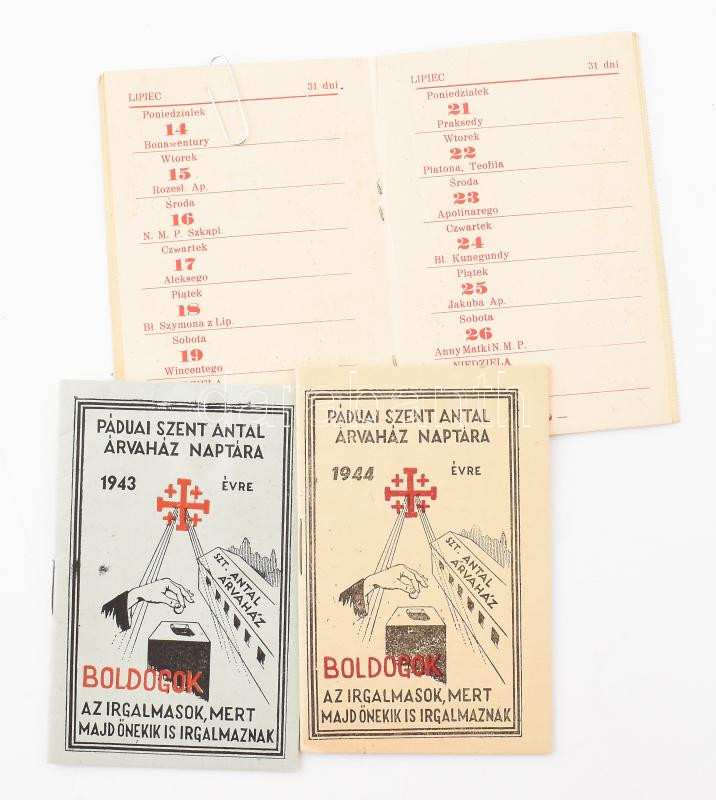 LIPIEC 31 dni
Poniedziałek
14
Bonawentury
Wtorek
15
Rozesł. Ap.
Środa
16
N. M. P. Szkapl.
Czwartek
17
Aleksego
Piątek
18
Bł. Szymona z Lip.
Sobota
19
Wincentego
LIPIEC 31 dni
Poniedziałek
21
Praksedy
Wtorek
22
Platona, Teofila
Środa
23
Apolinarego
Czwartek
24
Bł. Kunegundy
Piątek
25
Jakuba Ap.
Sobota
26
Anny Matki N. M. P.
NIEDZIELA
PÁDUAI SZENT ANTAL
ÁRVAHÁZ NAPTÁRA
1943 ÉVRE
SZT. ANTAL
ÁRVAHÁZ
BOLDOGOK
AZ IRGALMASOK, MERT
MAJD ŐNEKIK IS IRGALMAZNAK
PÁDUAI SZENT ANTAL
ÁRVAHÁZ NAPTÁRA
1944 ÉVRE
SZT. ANTAL
ÁRVAHÁZ
BOLDOGOK
AZ IRGALMASOK, MERT
MAJD ŐNEKIK IS IRGALMAZNAK
darabanth